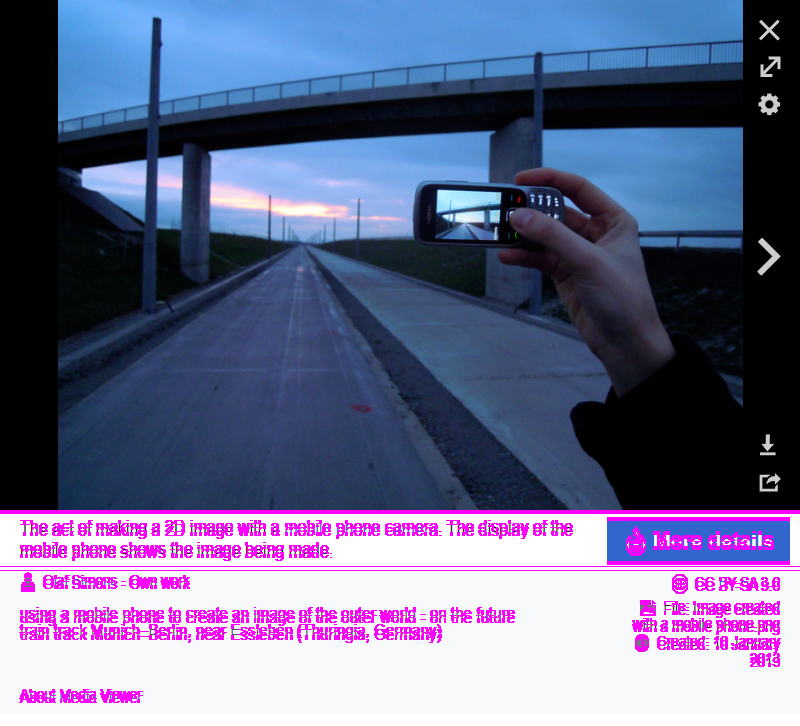 The act of making a 2D image with a mobile phone camera. The display of the
mobile phone shows the image being made.
More details
Olaf Simons - Own work
CC BY-SA 3.0
using a mobile phone to create an image of the outer world - on the future
train track Munich–Berlin, near Essleben (Thuringia, Germany)
File: Image created
with a mobile phone.png
Created: 10 January
2013
About Media Viewer